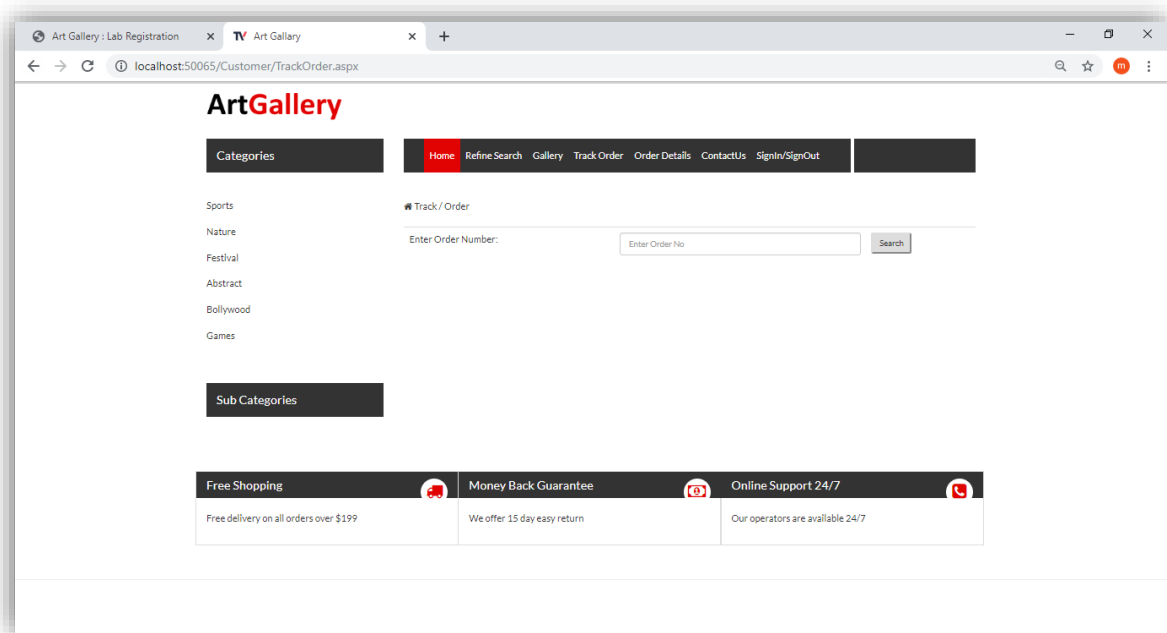 Art Gallery : Lab Registration
TV Art Gallary
localhost:50065/Customer/TrackOrder.aspx
m
ArtGallery
Categories
Home Refine Search Gallery Track Order Order Details ContactUs SignIn/SignOut
Sports
Nature
Festival
Abstract
Bollywood
Games
Track / Order
Enter Order Number:
Enter Order No
Search
Sub Categories
Free Shopping
Free delivery on all orders over $199
Money Back Guarantee
We offer 15 day easy return
Online Support 24/7
Our operators are available 24/7